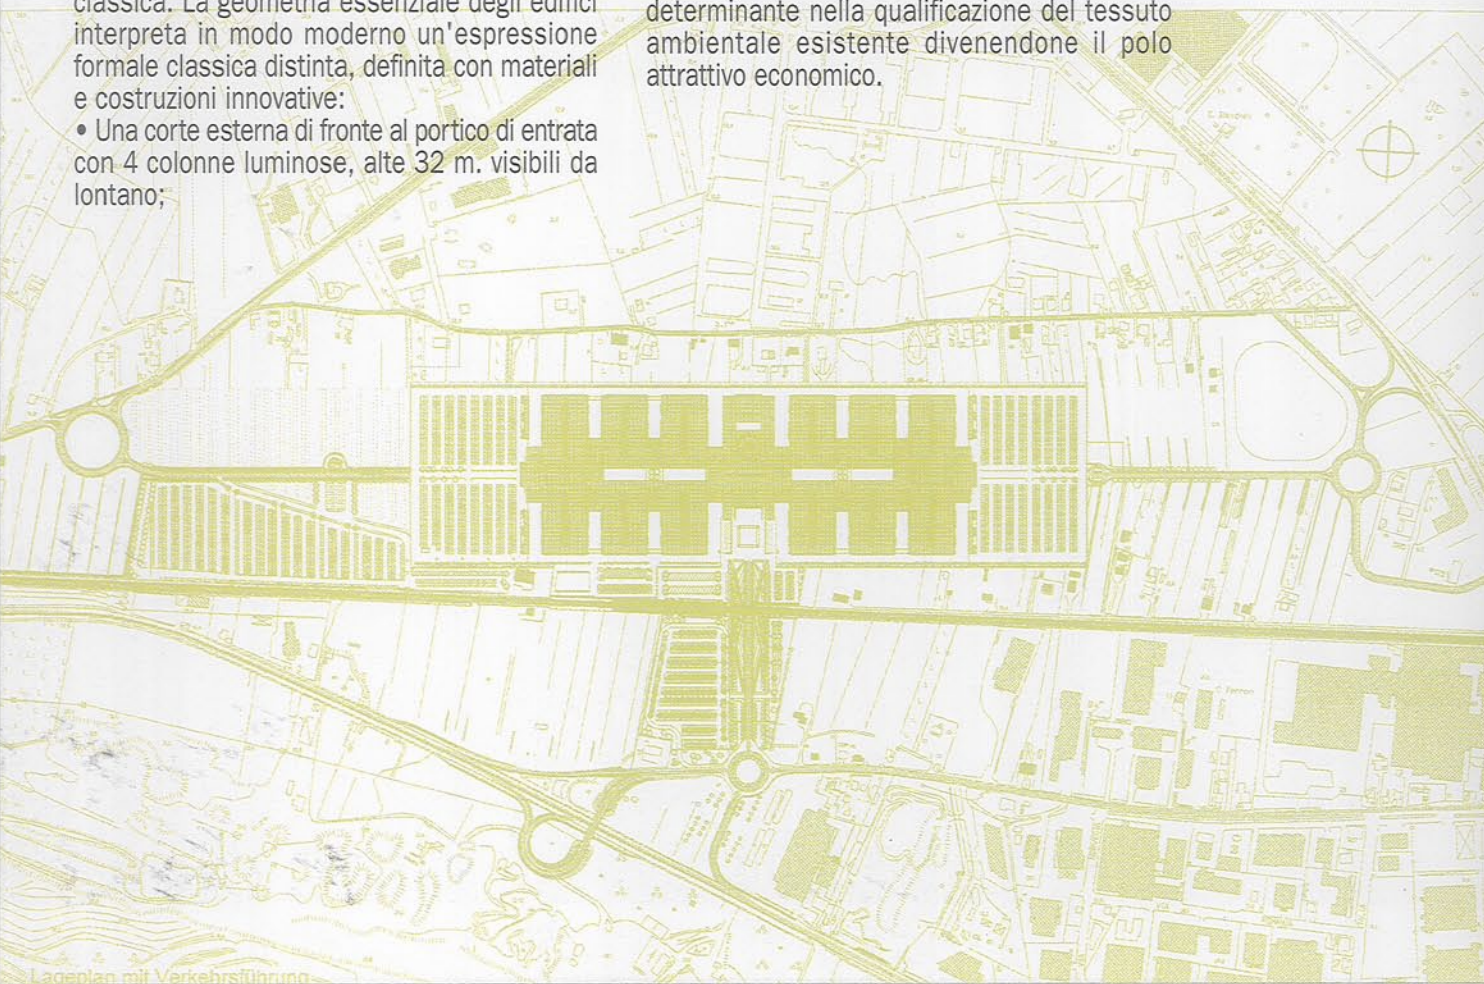 classica. La geometria essenziale degli edifici
interpreta in modo moderno un'espressione
formale classica distinta, definita con materiali
e costruzioni innovative:
• Una corte esterna di fronte al portico di entrata
con 4 colonne luminose, alte 32 m. visibili da
lontano;
determinante nella qualificazione del tessuto
ambientale esistente divenendone il polo
attrattivo economico.
Ferron
Lageplan mit Verkehrsführung